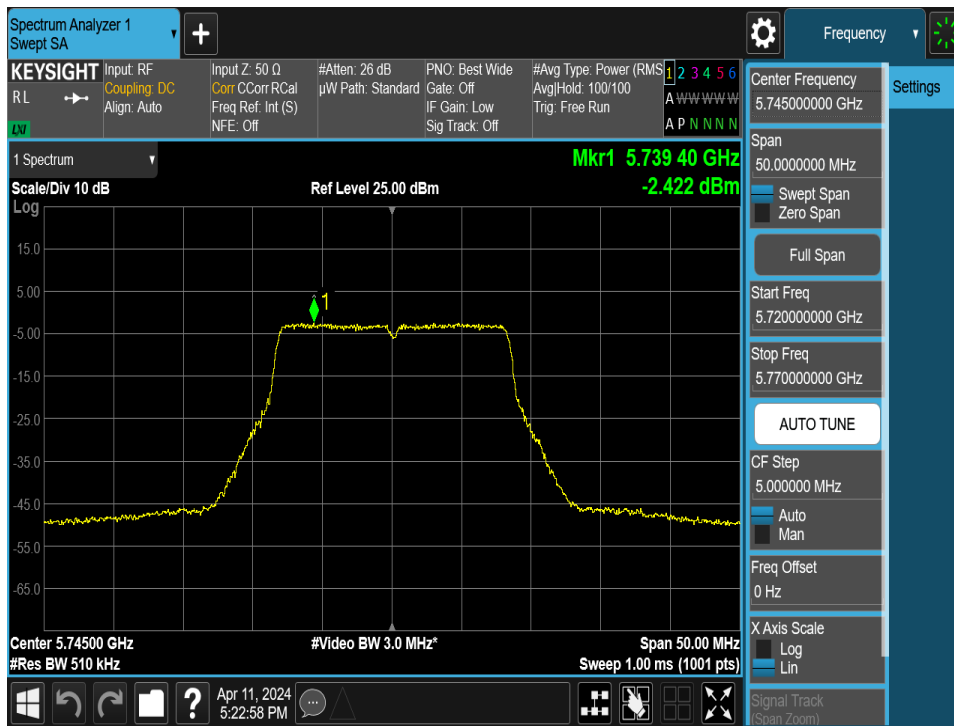 Spectrum Analyzer 1
Swept SA
+
Frequency
KEYSIGHT
R L
LXI
Input: RF
Coupling: DC
Align: Auto
Input Z: 50 Ω
Corr CCorr RCal
Freq Ref: Int (S)
NFE: Off
#Atten: 26 dB
µW Path: Standard
PNO: Best Wide
Gate: Off
IF Gain: Low
Sig Track: Off
#Avg Type: Power (RMS
Avg|Hold: 100/100
Trig: Free Run
1 2 3 4 5 6
A W W W W W
A P N N N N
1 Spectrum
Scale/Div 10 dB
Log
Ref Level 25.00 dBm
Mkr1 5.739 40 GHz
-2.422 dBm
15.0
5.00
-5.00
-15.0
-25.0
-35.0
-45.0
-55.0
-65.0
1
Center 5.74500 GHz
#Res BW 510 kHz
#Video BW 3.0 MHz*
Span 50.00 MHz
Sweep 1.00 ms (1001 pts)
Center Frequency
5.745000000 GHz
Span
50.0000000 MHz
Swept Span
Zero Span
Full Span
Start Freq
5.720000000 GHz
Stop Freq
5.770000000 GHz
AUTO TUNE
CF Step
5.000000 MHz
Auto
Man
Freq Offset
0 Hz
X Axis Scale
Log
Lin
Signal Track
(Span Zoom)
Settings
?
Apr 11, 2024
5:22:58 PM